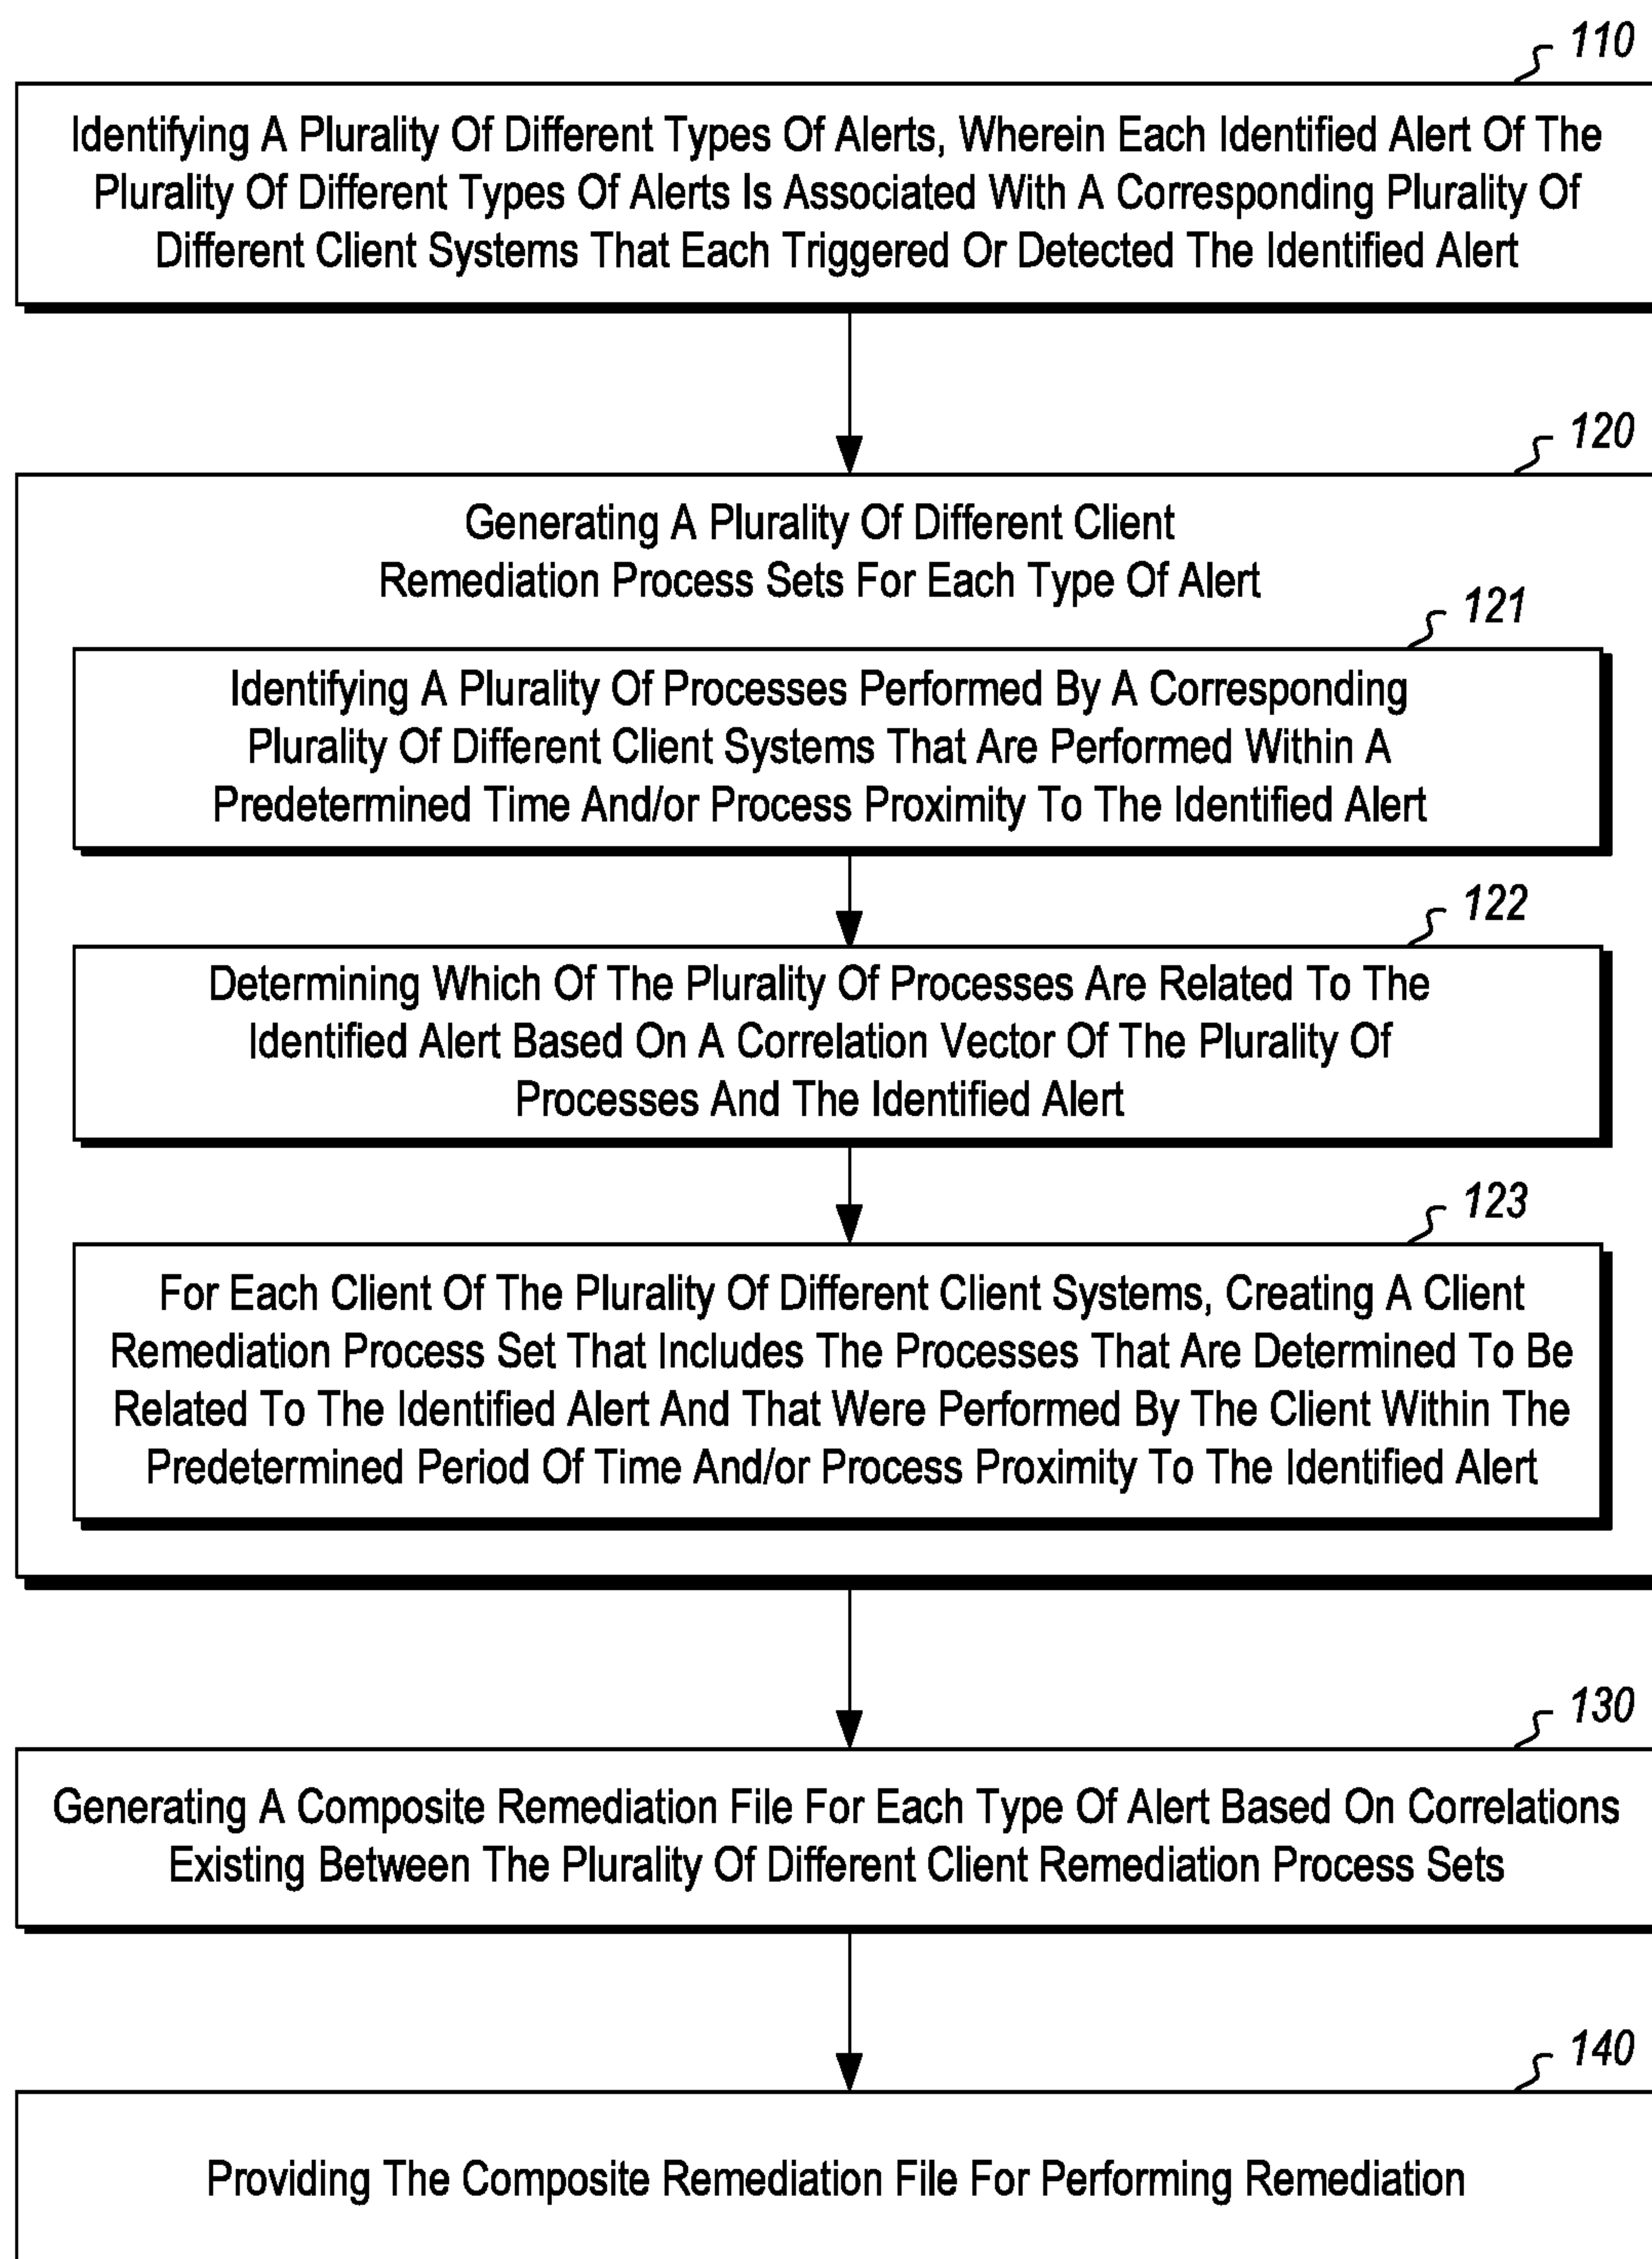 110
Identifying A Plurality Of Different Types Of Alerts, Wherein Each Identified Alert Of The
Plurality Of Different Types Of Alerts Is Associated With A Corresponding Plurality Of
Different Client Systems That Each Triggered Or Detected The Identified Alert
120
Generating A Plurality Of Different Client
Remediation Process Sets For Each Type Of Alert
121
Identifying A Plurality Of Processes Performed By A Corresponding
Plurality Of Different Client Systems That Are Performed Within A
Predetermined Time And/or Process Proximity To The Identified Alert
122
Determining Which Of The Plurality Of Processes Are Related To The
Identified Alert Based On A Correlation Vector Of The Plurality Of
Processes And The Identified Alert
123
For Each Client Of The Plurality Of Different Client Systems, Creating A Client
Remediation Process Set That Includes The Processes That Are Determined To Be
Related To The Identified Alert And That Were Performed By The Client Within The
Predetermined Period Of Time And/or Process Proximity To The Identified Alert
130
Generating A Composite Remediation File For Each Type Of Alert Based On Correlations
Existing Between The Plurality Of Different Client Remediation Process Sets
140
Providing The Composite Remediation File For Performing Remediation